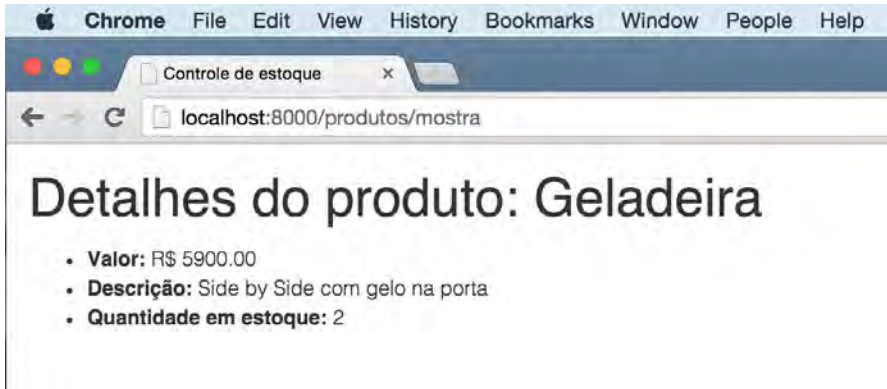 Chrome File Edit View History Bookmarks Window People Help
Controle de estoque
localhost:8000/produtos/mostra
Detalhes do produto: Geladeira
• Valor: R$ 5900.00
• Descrição: Side by Side com gelo na porta
• Quantidade em estoque: 2